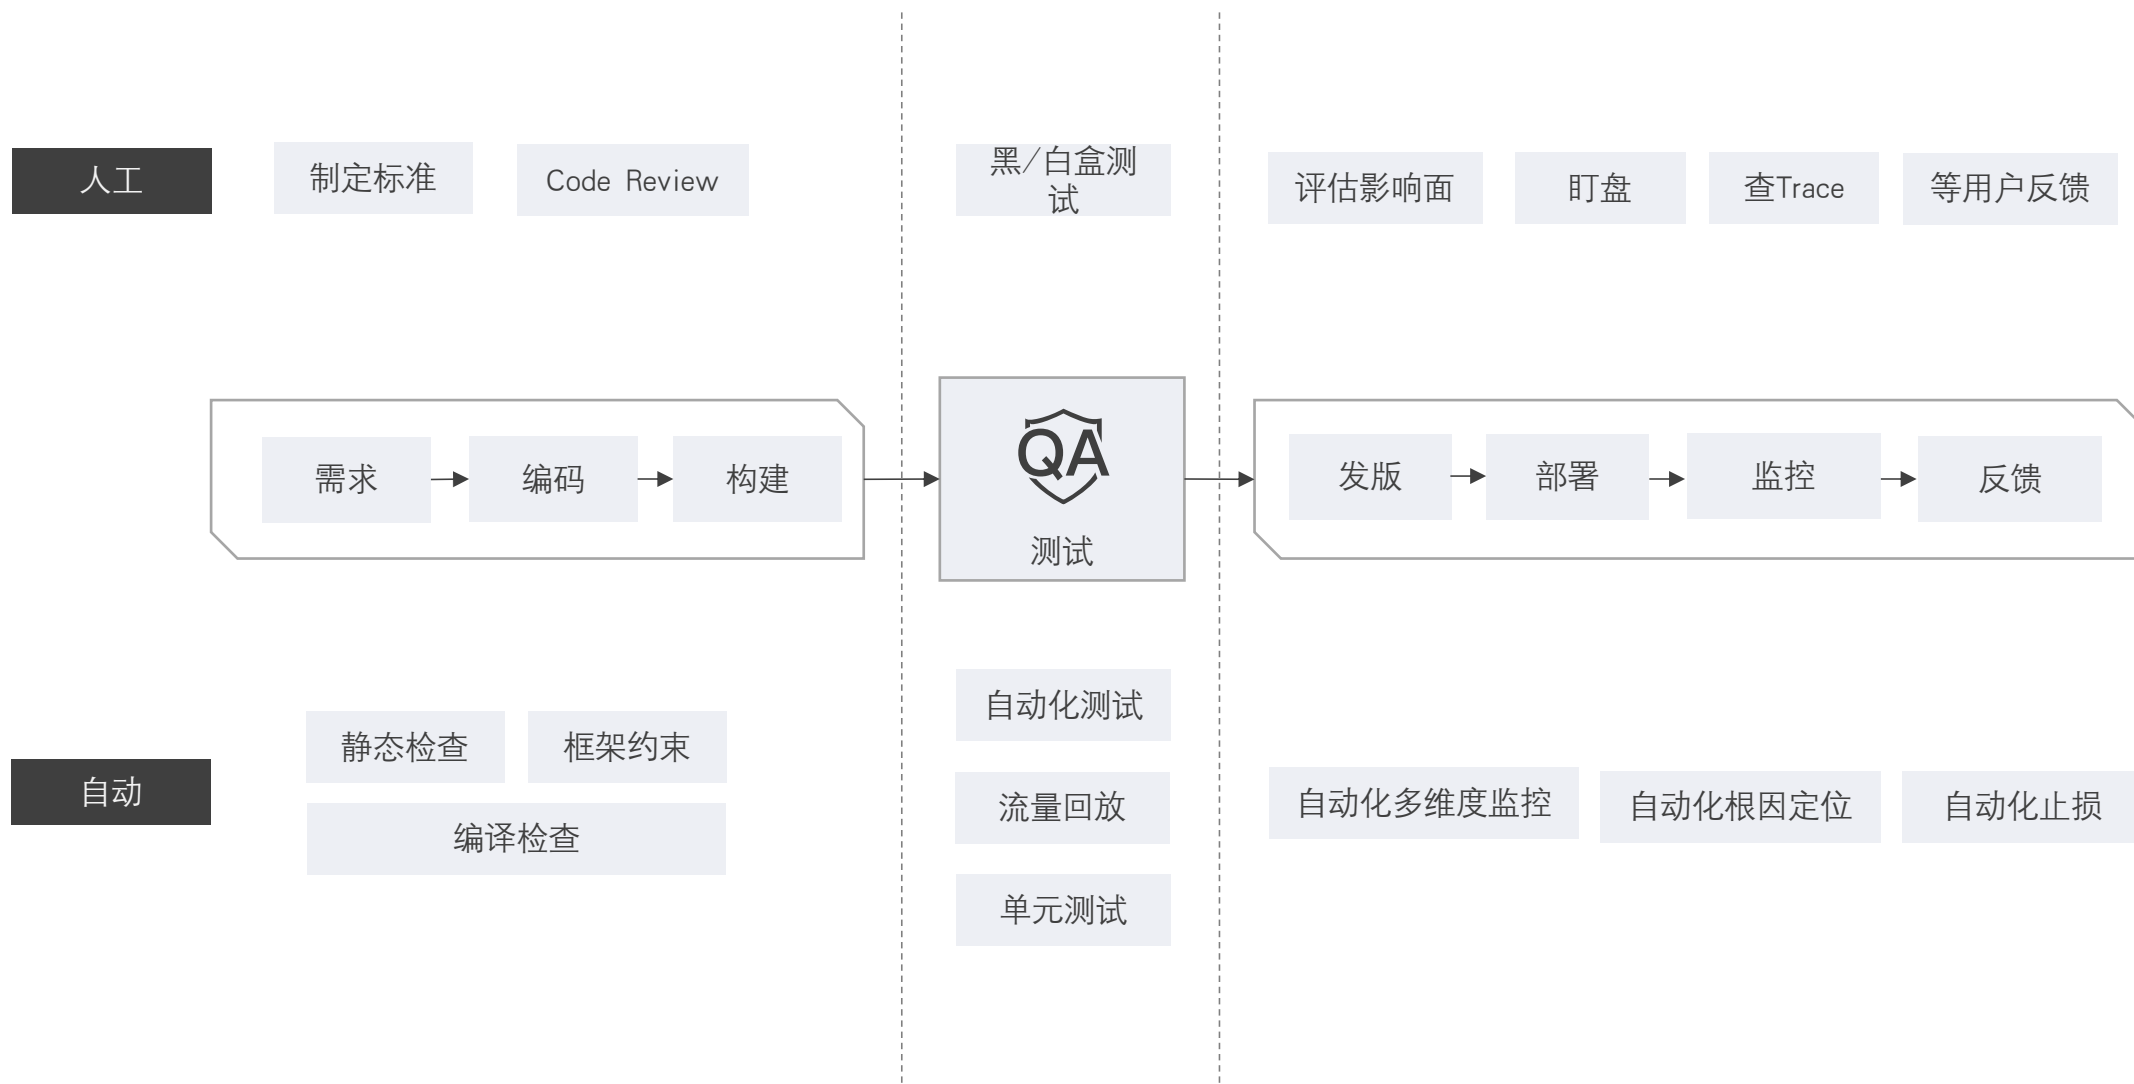 人工
制定标准
Code Review
黑/白盒测
试
评估影响面
盯盘
查Trace
等用户反馈
需求
编码
构建
QA
测试
发版
部署
监控
反馈
自动
静态检查
框架约束
编译检查
自动化测试
流量回放
单元测试
自动化多维度监控
自动化根因定位
自动化止损